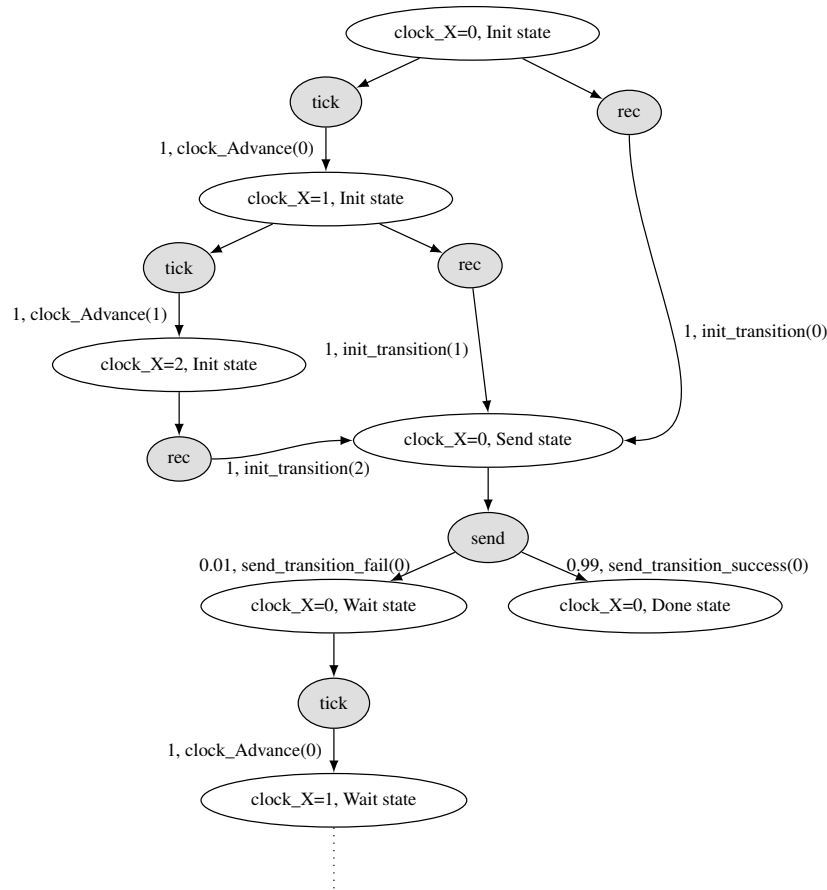 clock_X=0, Init state
tick
rec
1, clock_Advance(0)
clock_X=1, Init state
tick
rec
1, clock_Advance(1)
1, init_transition(0)
1, init_transition(1)
clock_X=2, Init state
clock_X=0, Send state
rec
1, init_transition(2)
send
0.01, send_transition_fail(0)
0.99, send_transition_success(0)
clock_X=0, Wait state
clock_X=0, Done state
tick
1, clock_Advance(0)
clock_X=1, Wait state